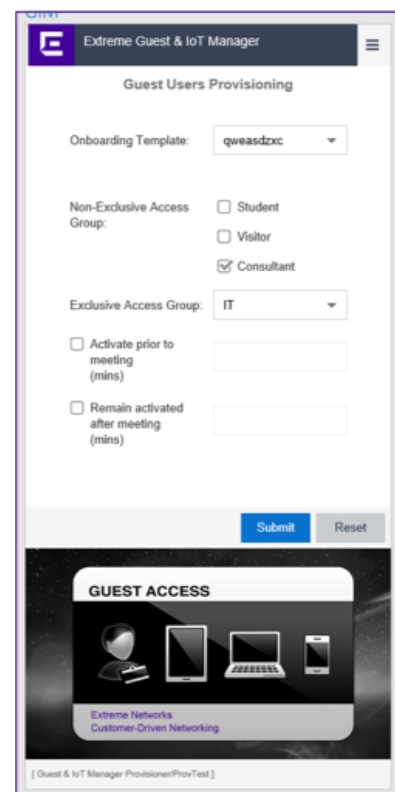 GIM
E
Extreme Guest & IoT Manager
Guest Users Provisioning
Onboarding Template:
qweasdzxc
Non-Exclusive Access
Group:
Student
Visitor
Consultant
Exclusive Access Group:
IT
Activate prior to
meeting
(mins)
Remain activated
after meeting
(mins)
Submit
Reset
GUEST ACCESS
Extreme Networks
Customer-Driven Networking
[ Guest & IoT Manager Provisioner/ProvTest ]